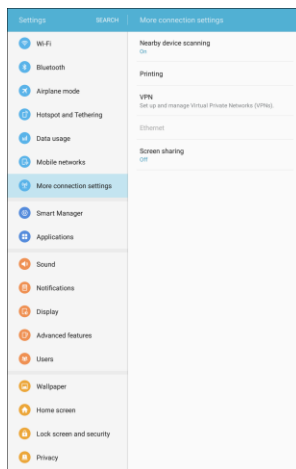 Settings
SEARCH
Wi-Fi
Bluetooth
Airplane mode
Hotspot and Tethering
Data usage
Mobile networks
More connection settings
Smart Manager
Applications
Sound
Notifications
Display
Advanced features
Users
Wallpaper
Home screen
Lock screen and security
Privacy
More connection settings
Nearby device scanning
On
Printing
VPN
Set up and manage Virtual Private Networks (VPNs).
Ethernet
Screen sharing
Off